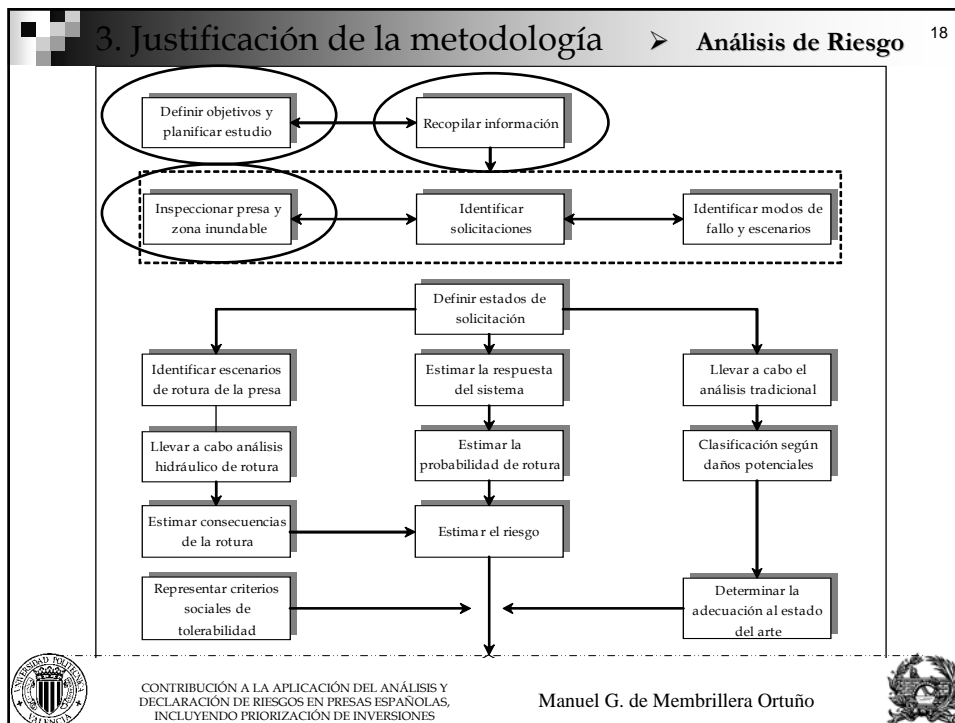 3. Justificación de la metodología ➢ Análisis de Riesgo 18
Definir objetivos y
planificar estudio
Recopilar información
Inspeccionar presa y
zona inundable
Identificar
solicitaciones
Identificar modos de
fallo y escenarios
Definir estados de
solicitación
Identificar escenarios
de rotura de la presa
Estimar la respuesta
del sistema
Llevar a cabo el
análisis tradicional
Llevar a cabo análisis
hidráulico de rotura
Estimar la
probabilidad de rotura
Clasificación según
daños potenciales
Estimar consecuencias
de la rotura
Estimar el riesgo
Representar criterios
sociales de
tolerabilidad
Determinar la
adecuación al estado
del arte
UNIVERSIDAD POLITECNICA
VALENCIA
CONTRIBUCIÓN A LA APLICACIÓN DEL ANÁLISIS Y
DECLARACIÓN DE RIESGOS EN PRESAS ESPAÑOLAS,
INCLUYENDO PRIORIZACIÓN DE INVERSIONES
Manuel G. de Membrillera Ortuño